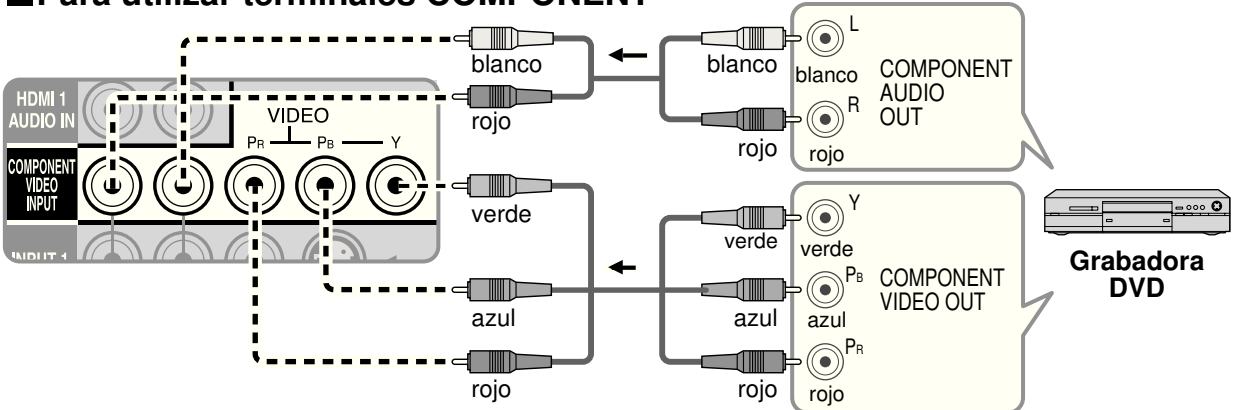 Para utilizar terminales COMPONENT
HDMI 1
AUDIO IN
VIDEO
PR PB Y
COMPONENT
VIDEO
INPUT
INPUT 1
blanco
rojo
verde
azul
rojo
blanco
rojo
verde
azul
rojo
L
blanco
R
rojo
COMPONENT
AUDIO
OUT
Y
verde
PB
azul
PR
rojo
COMPONENT
VIDEO OUT
Grabadora
DVD